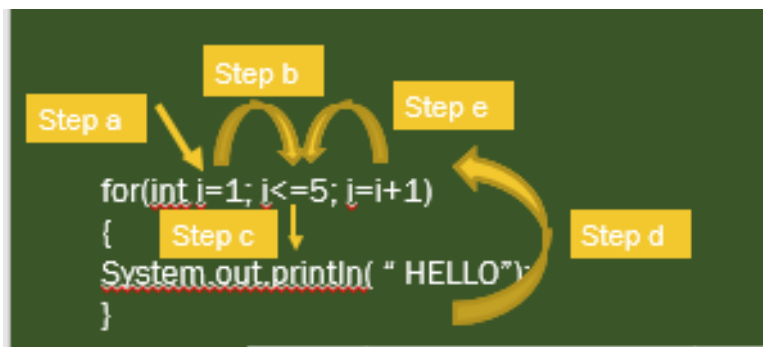 Step b
Step a
Step e
for(int i=1; i<=5; i=i+1)
{
Step c
Step d
System.out.println( “ HELLO”);
}